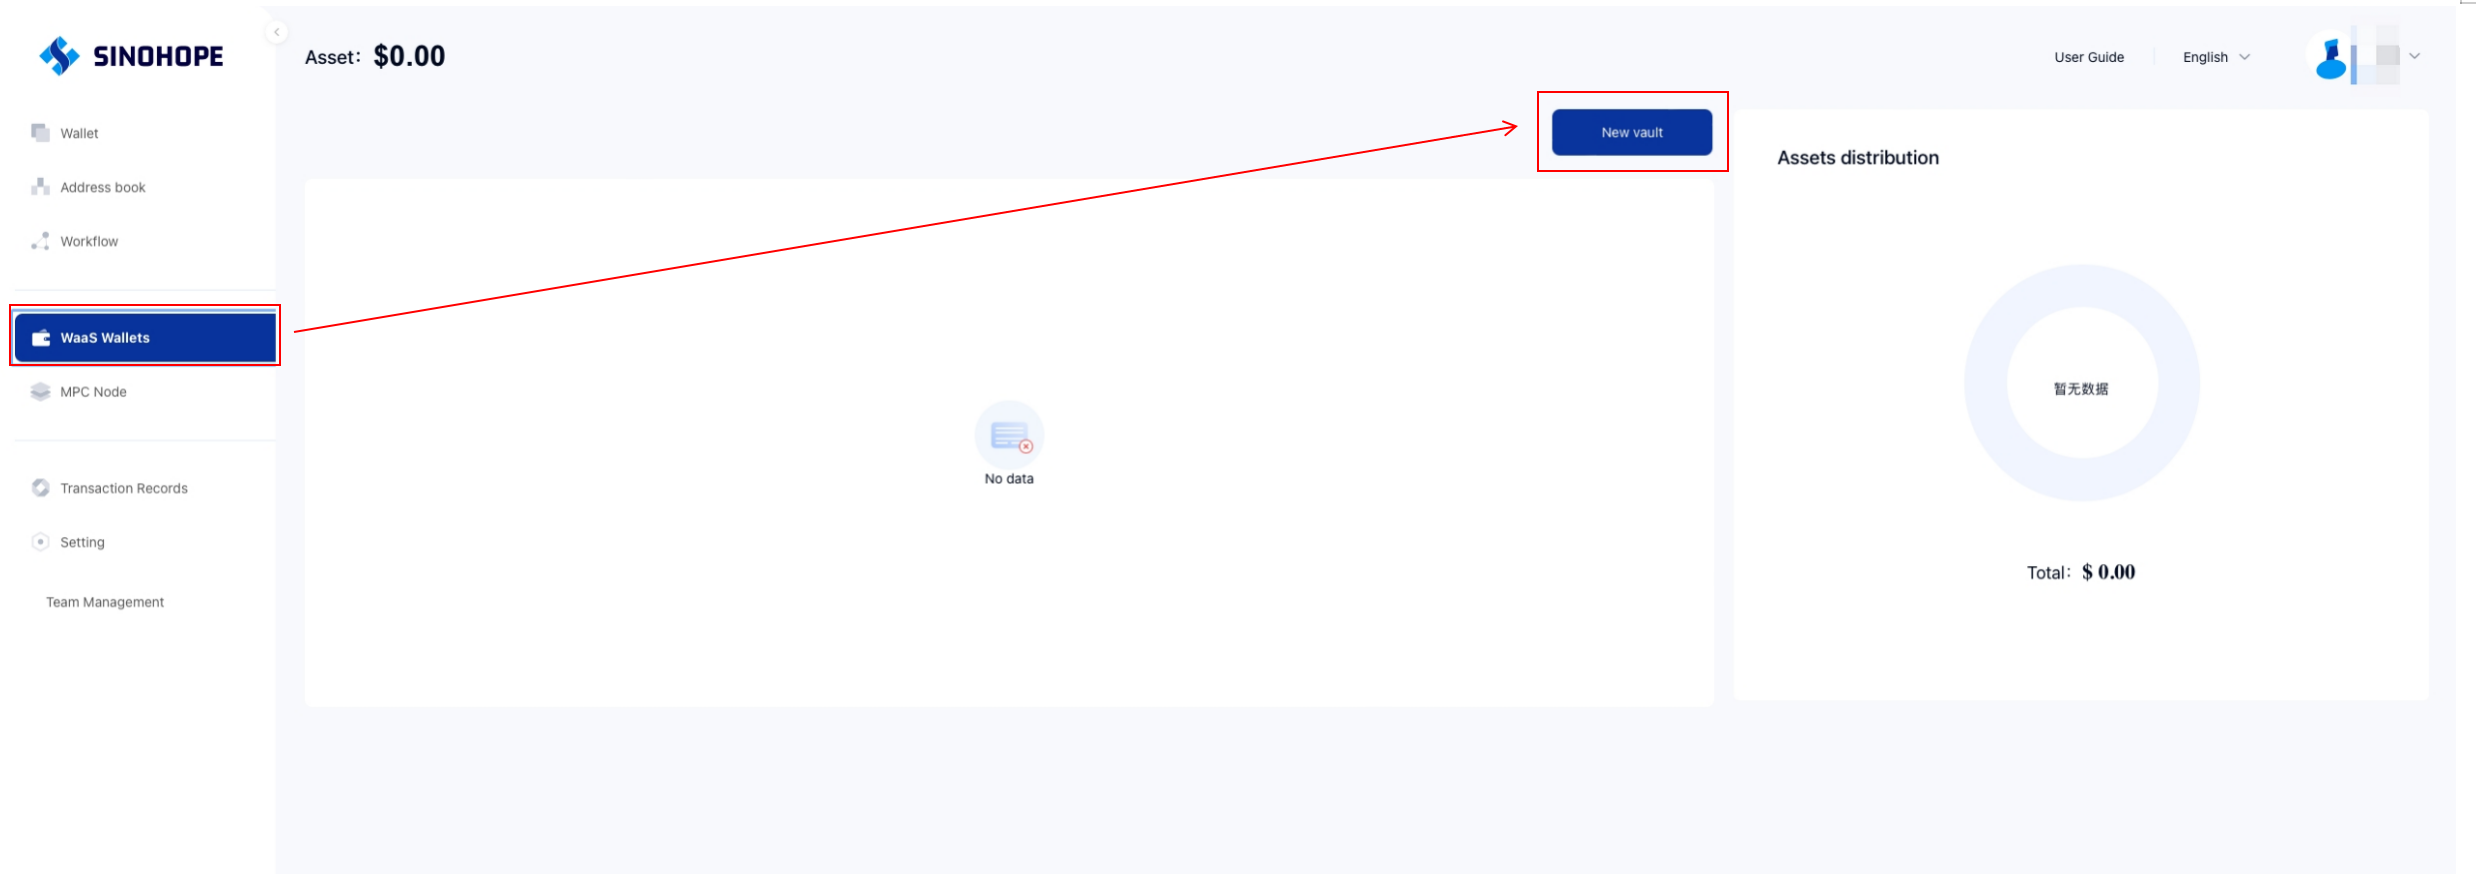 SINOHOPE
Asset: $0.00
User Guide
English
Wallet
Address book
Workflow
WaaS Wallets
MPC Node
Transaction Records
Setting
Team Management
New vault
No data
Assets distribution
暂无数据
Total: $ 0.00